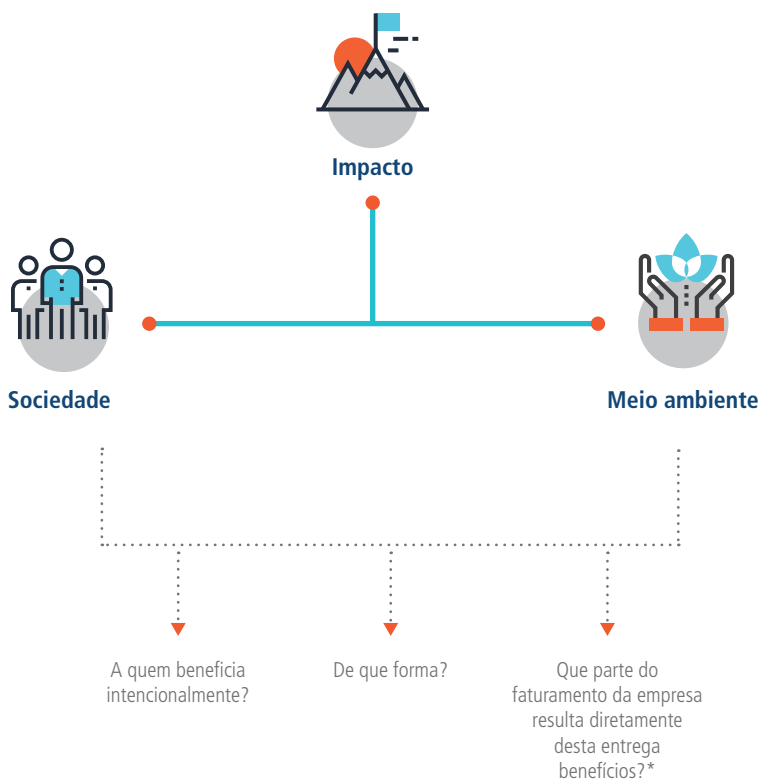 Impacto
Sociedade
Meio ambiente
A quem beneficia
intencionalmente?
De que forma?
Que parte do
faturamento da empresa
resulta diretamente
desta entrega
benefícios?*